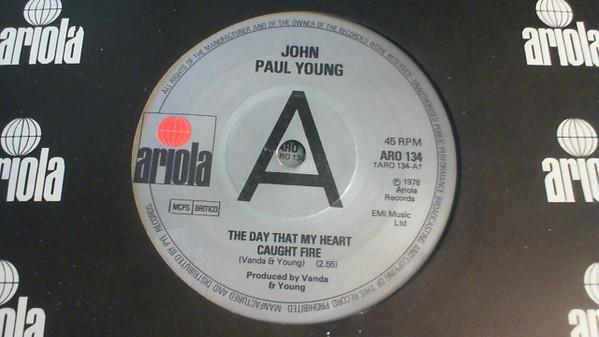 ariola
ariola
ariola
ariola
ariola
ariola
ALL RIGHTS OF THE MANUFACTURER AND OF THE OWNER OF THE RECORDED WORK RESERVED · UNAUTHORISED PUBLIC PERFORMANCE BROADCASTING AND COPYING OF THIS RECORD PROHIBITED · MANFACTURED AND DISTRIBUTED BY PYE RECORDS
JOHN
PAUL YOUNG
A
ariola
MCPS BRITICO
45 RPM
ARO 134
†ARO 134-A†
℗ 1978
Ariola
Records
EMI Music
Ltd
ARO
RO 134
THE DAY THAT MY HEART
CAUGHT FIRE
(Vanda & Young) (2.55)
Produced by Vanda
& Young